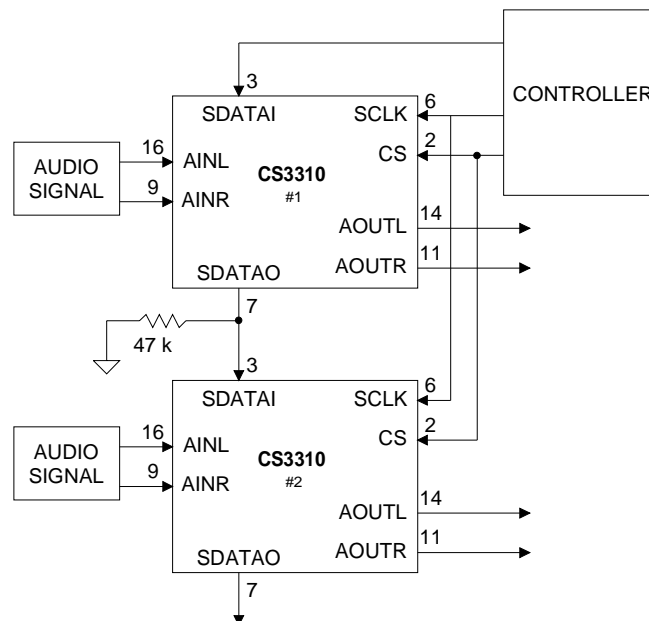 3
SDATAI
SCLK
6
CONTROLLER
CS
2
AUDIO
SIGNAL
16
AINL
9
AINR
CS3310
#1
AOUTL
14
AOUTR
11
SDATAO
7
47 k
3
SDATAI
SCLK
6
CS
2
AUDIO
SIGNAL
16
AINL
9
AINR
CS3310
#2
AOUTL
14
AOUTR
11
SDATAO
7